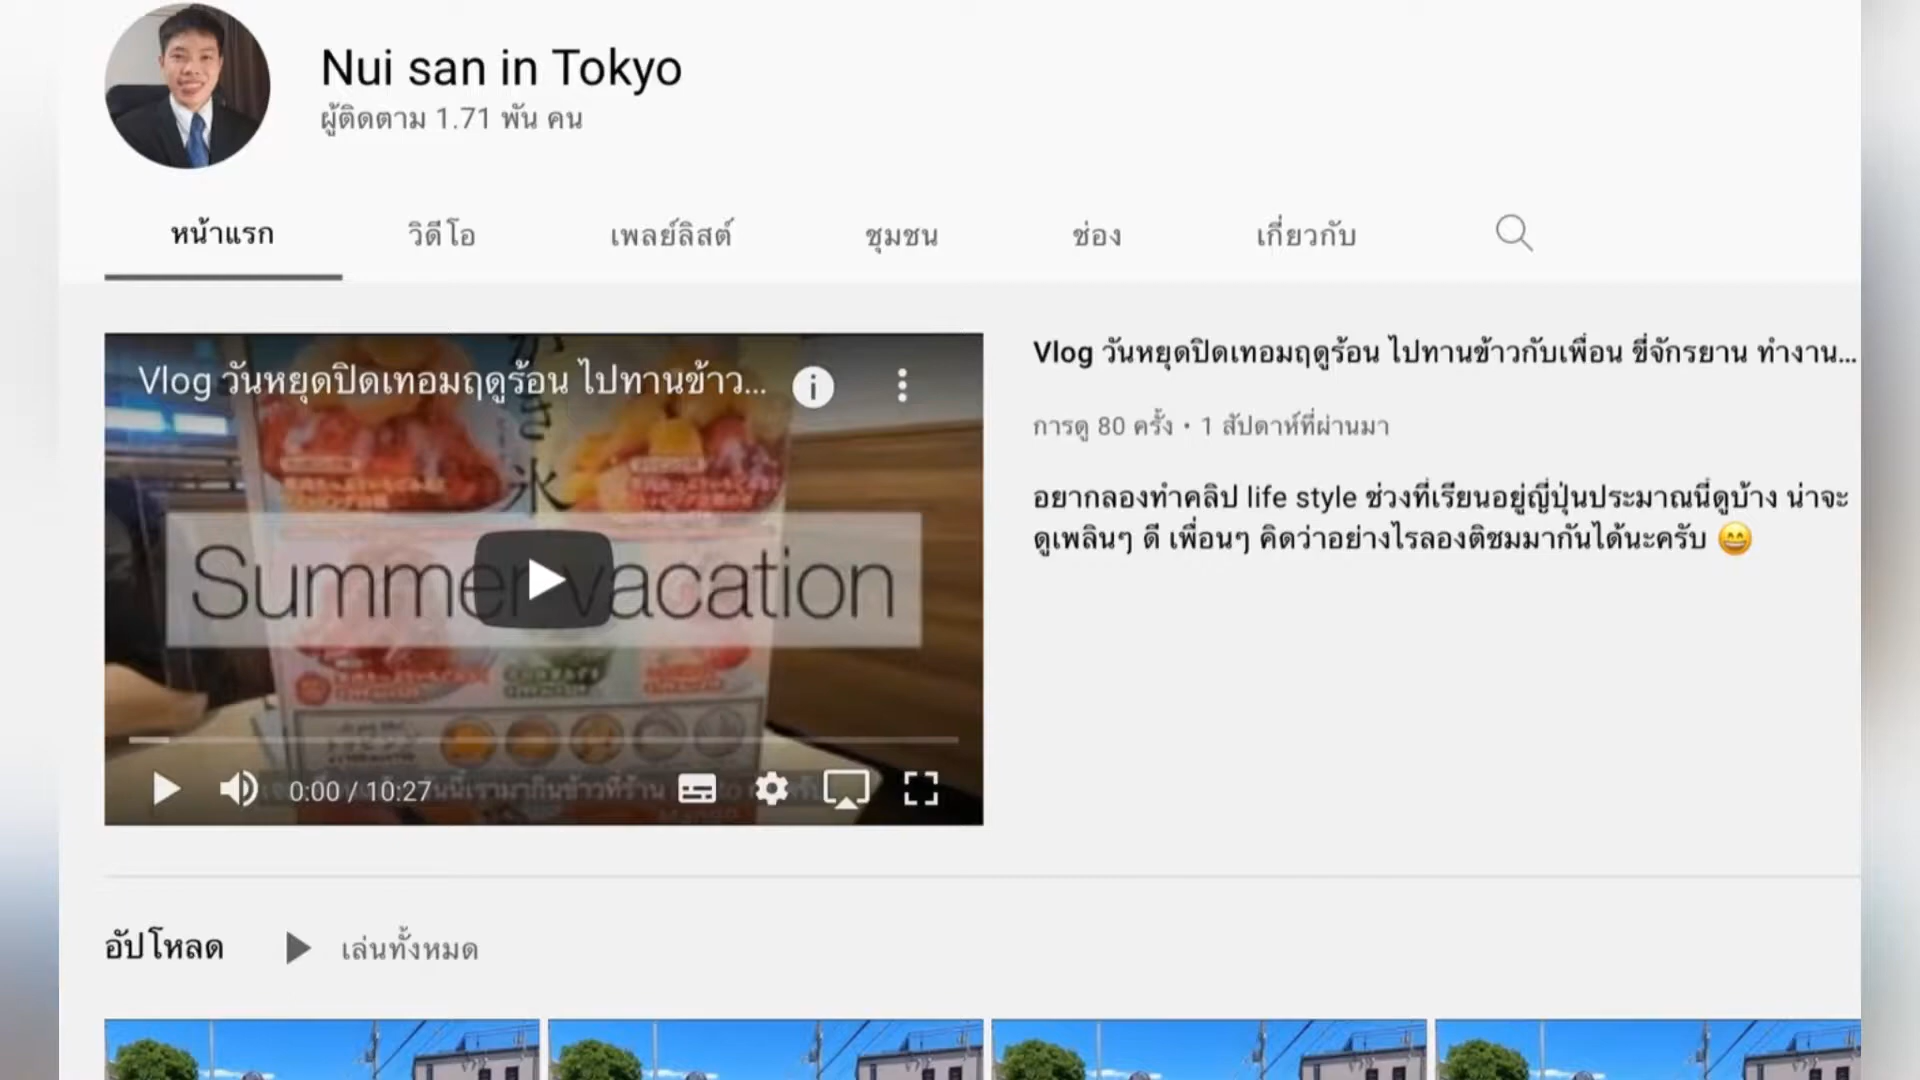 Nui san in Tokyo
ผู้ติดตาม 1.71 พัน คน
หน้าแรก
วิดีโอ
เพลย์ลิสต์
ชุมชน
ช่อง
เกี่ยวกับ
Vlog วันหยุดปิดเทอมฤดูร้อน ไปทานข้าว...
かき氷
Summer vacation
0:00 / 10:27
Vlog วันหยุดปิดเทอมฤดูร้อน ไปทานข้าวกับเพื่อน ขี่จักรยาน ทำงาน...
การดู 80 ครั้ง • 1 สัปดาห์ที่ผ่านมา
อยากลองทำคลิป life style ช่วงที่เรียนอยู่ญี่ปุ่นประมาณนี้ดูบ้าง น่าจะ
ดูเพลินๆ ดี เพื่อนๆ คิดว่าอย่างไรลองติชมมากันได้นะครับ 😄
อัปโหลด
เล่นทั้งหมด